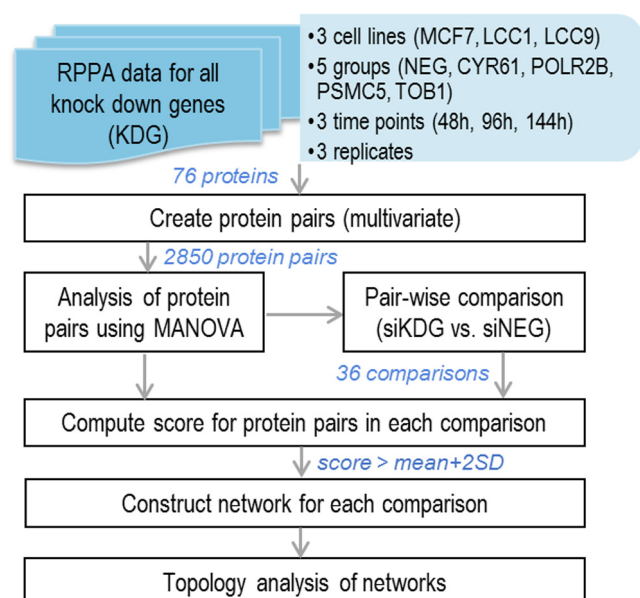 RPPA data for all
knock down genes
(KDG)
•3 cell lines (MCF7, LCC1, LCC9)
•5 groups (NEG, CYR61, POLR2B,
PSMC5, TOB1)
•3 time points (48h, 96h, 144h)
•3 replicates
76 proteins
Create protein pairs (multivariate)
2850 protein pairs
Analysis of protein
pairs using MANOVA
Pair-wise comparison
(siKDG vs. siNEG)
36 comparisons
Compute score for protein pairs in each comparison
score > mean+2SD
Construct network for each comparison
Topology analysis of networks